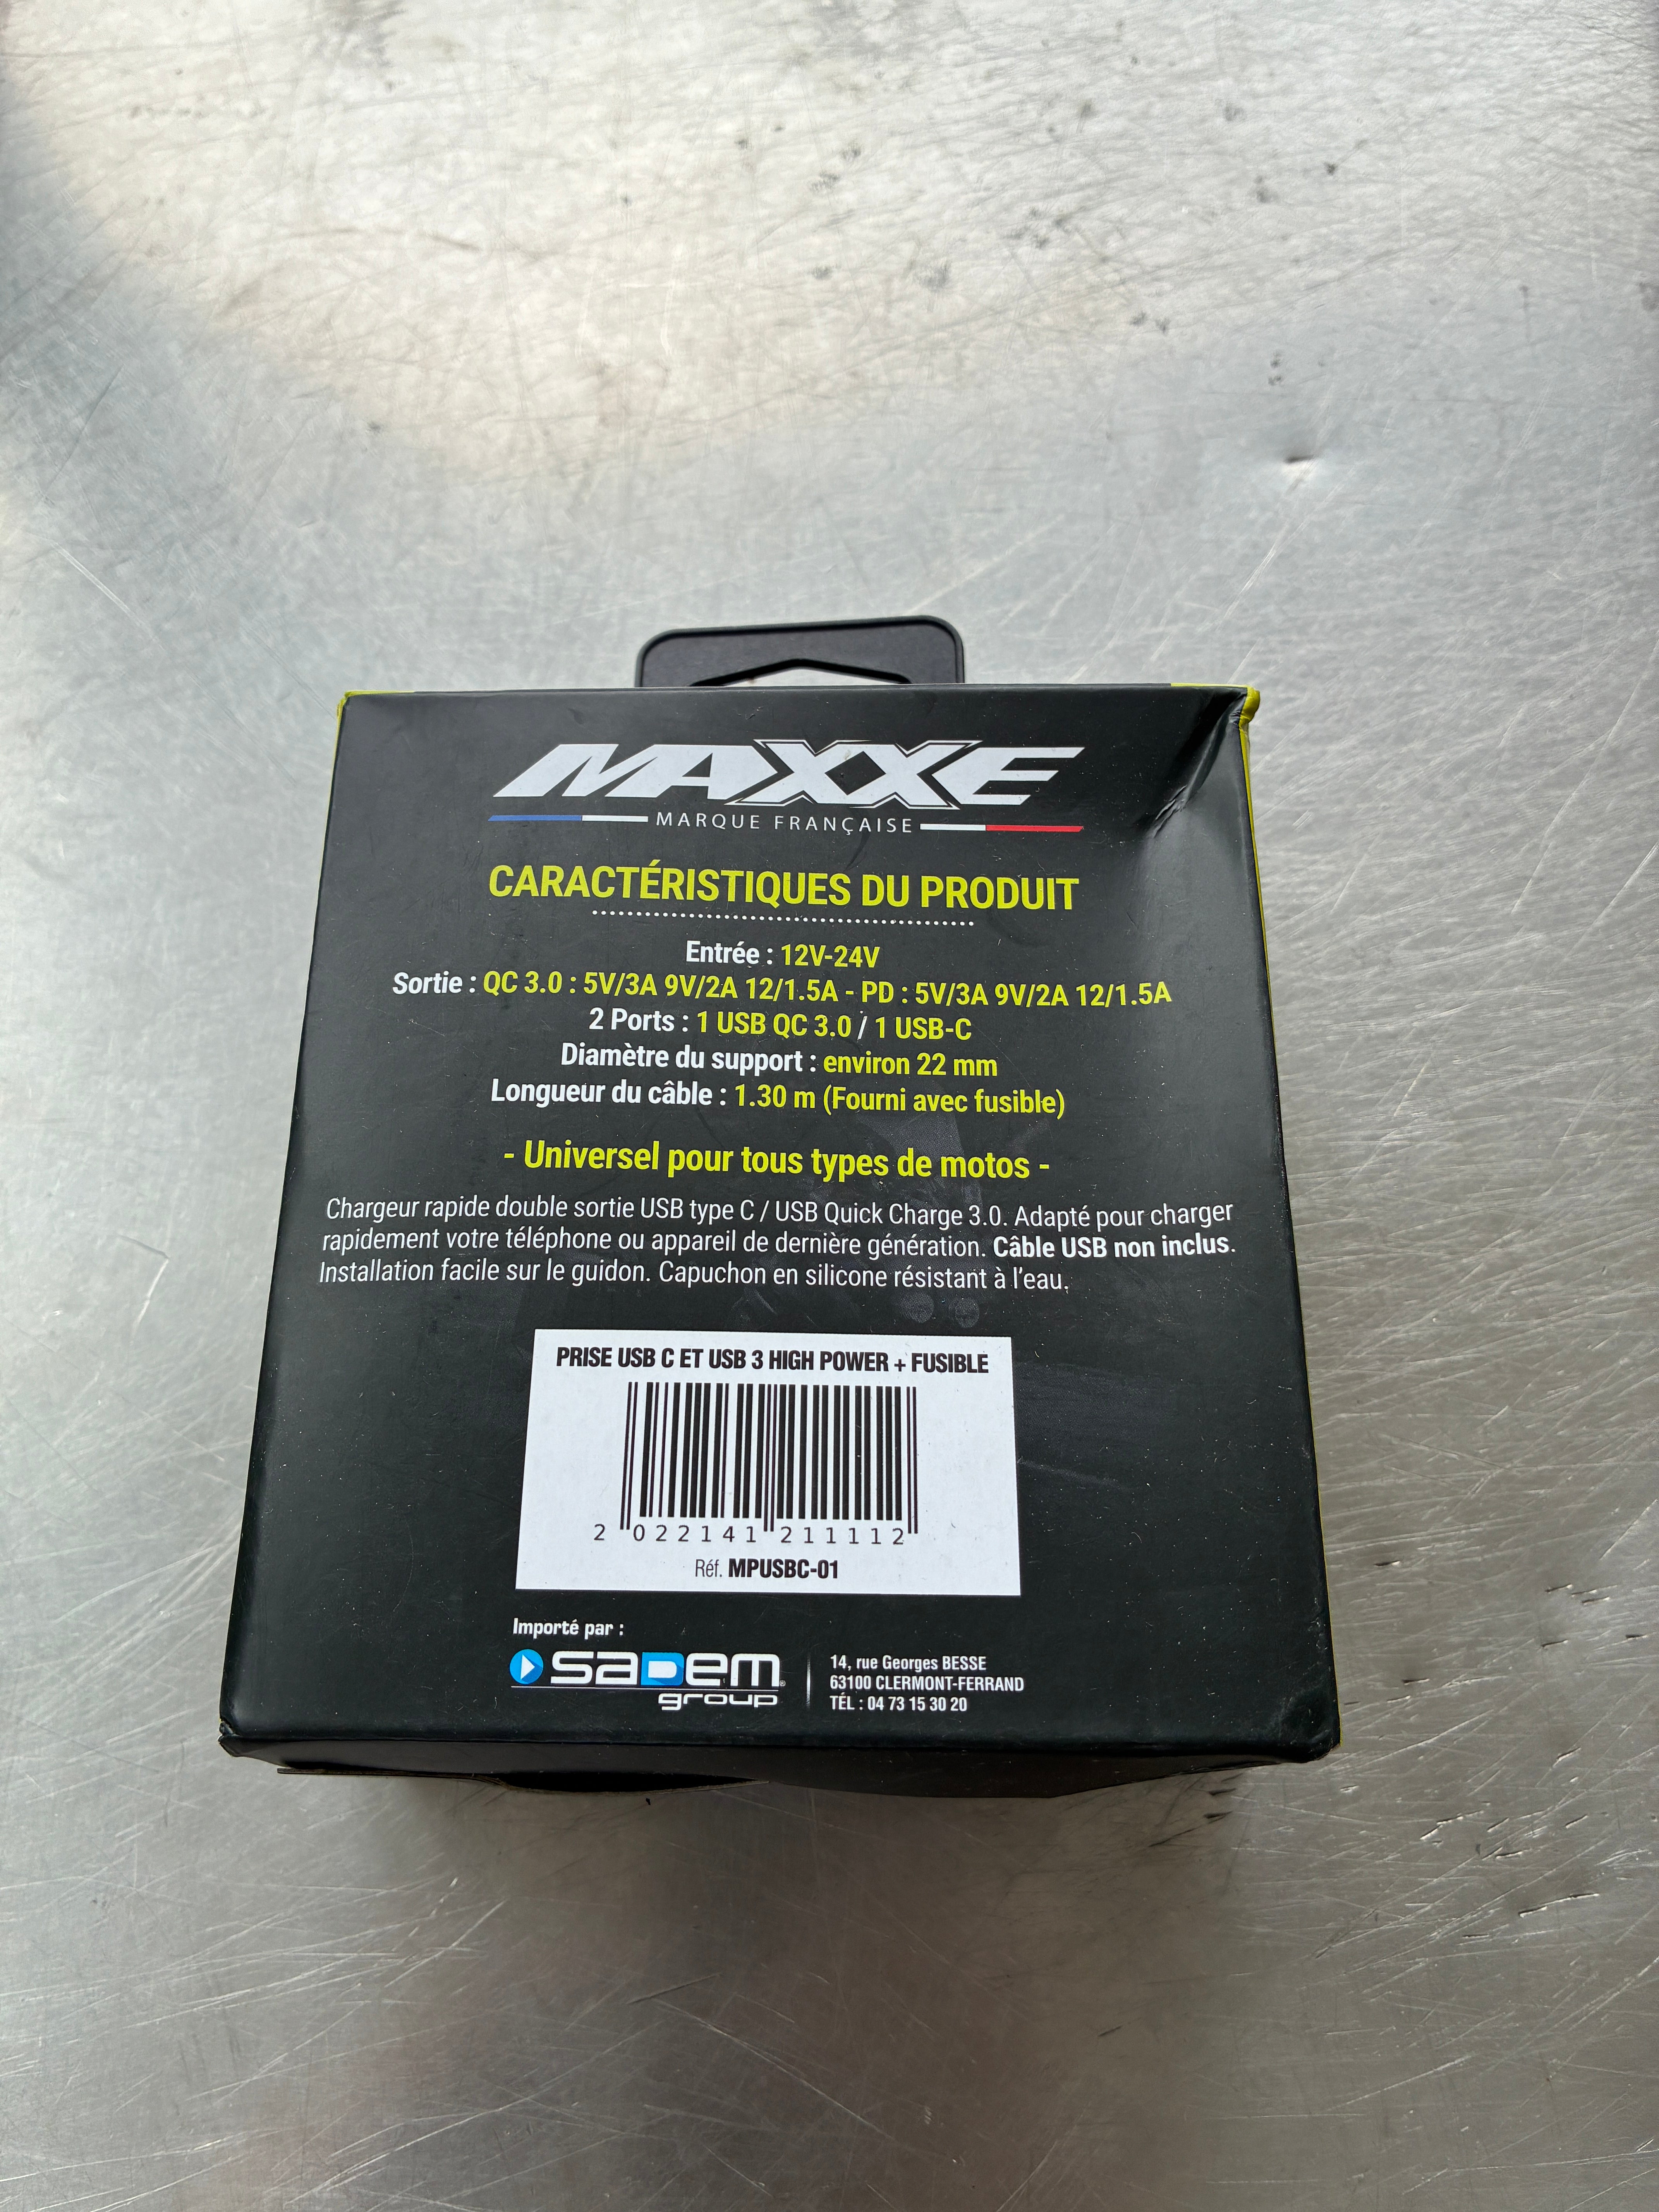 MAXXE
MARQUE FRANÇAISE
CARACTÉRISTIQUES DU PRODUIT
Entrée : 12V-24V
Sortie : QC 3.0 : 5V/3A 9V/2A 12/1.5A - PD : 5V/3A 9V/2A 12/1.5A
2 Ports : 1 USB QC 3.0 / 1 USB-C
Diamètre du support : environ 22 mm
Longueur du câble : 1.30 m (Fourni avec fusible)
- Universel pour tous types de motos -
Chargeur rapide double sortie USB type C / USB Quick Charge 3.0. Adapté pour charger
rapidement votre téléphone ou appareil de dernière génération. Câble USB non inclus.
Installation facile sur le guidon. Capuchon en silicone résistant à l'eau.
PRISE USB C ET USB 3 HIGH POWER + FUSIBLE
2 022141 211112
Réf. MPUSBC-01
Importé par :
SADEM
group
14, rue Georges BESSE
63100 CLERMONT-FERRAND
TÉL : 04 73 15 30 20